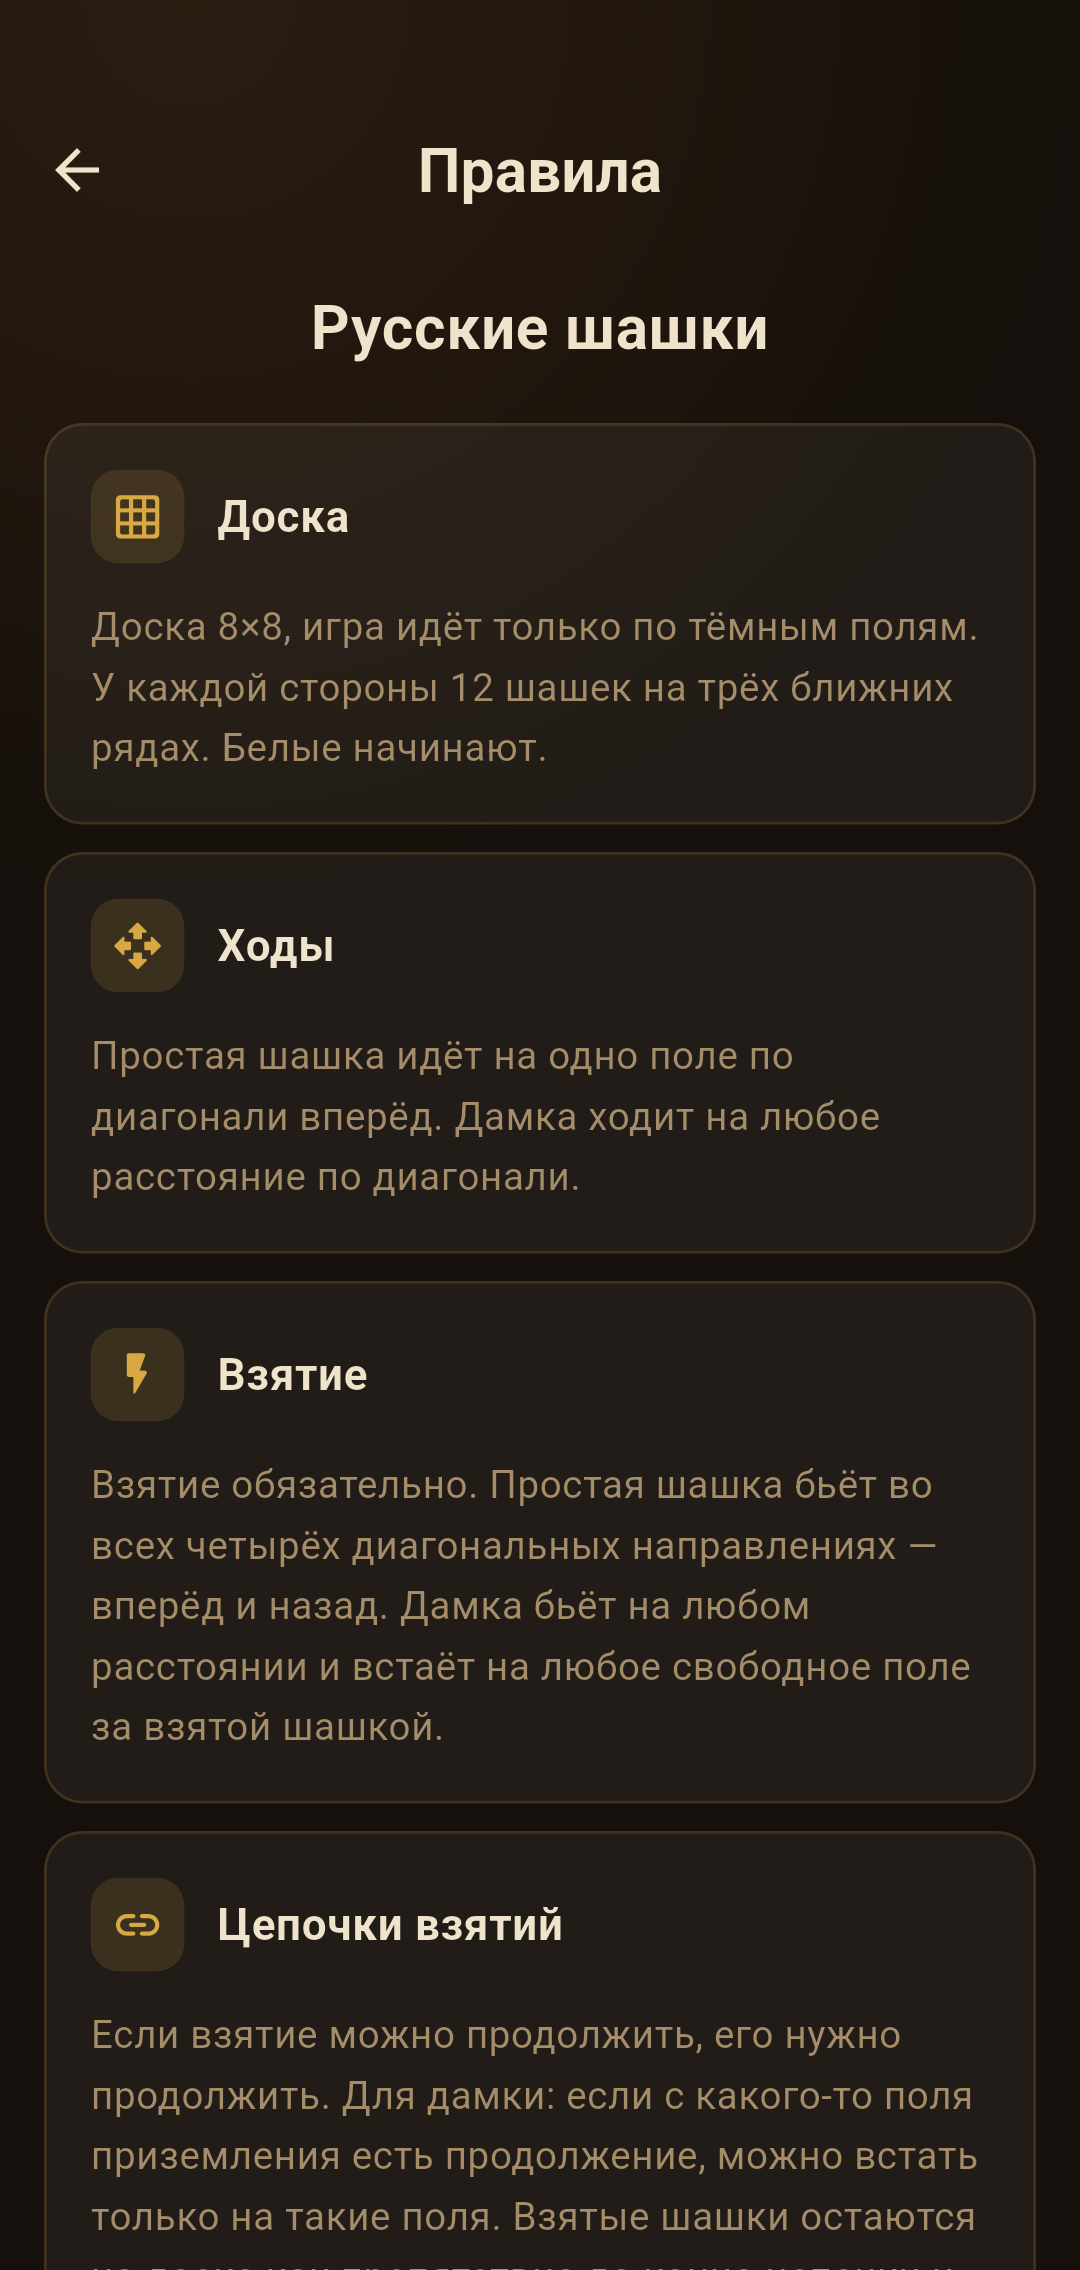 Правила
Русские шашки
Доска
Доска 8×8, игра идёт только по тёмным полям.
У каждой стороны 12 шашек на трёх ближних
рядах. Белые начинают.
Ходы
Простая шашка идёт на одно поле по
диагонали вперёд. Дамка ходит на любое
расстояние по диагонали.
Взятие
Взятие обязательно. Простая шашка бьёт во
всех четырёх диагональных направлениях —
вперёд и назад. Дамка бьёт на любом
расстоянии и встаёт на любое свободное поле
за взятой шашкой.
Цепочки взятий
Если взятие можно продолжить, его нужно
продолжить. Для дамки: если с какого-то поля
приземления есть продолжение, можно встать
только на такие поля. Взятые шашки остаются